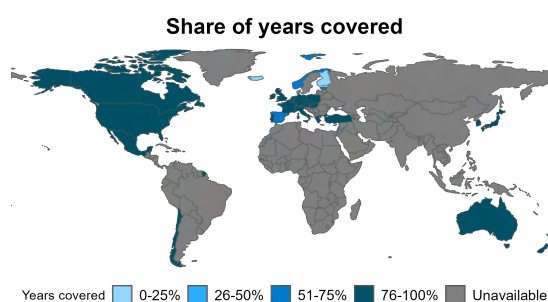 Share of years covered
Years covered 0-25% 26-50% 51-75% 76-100% Unavailable